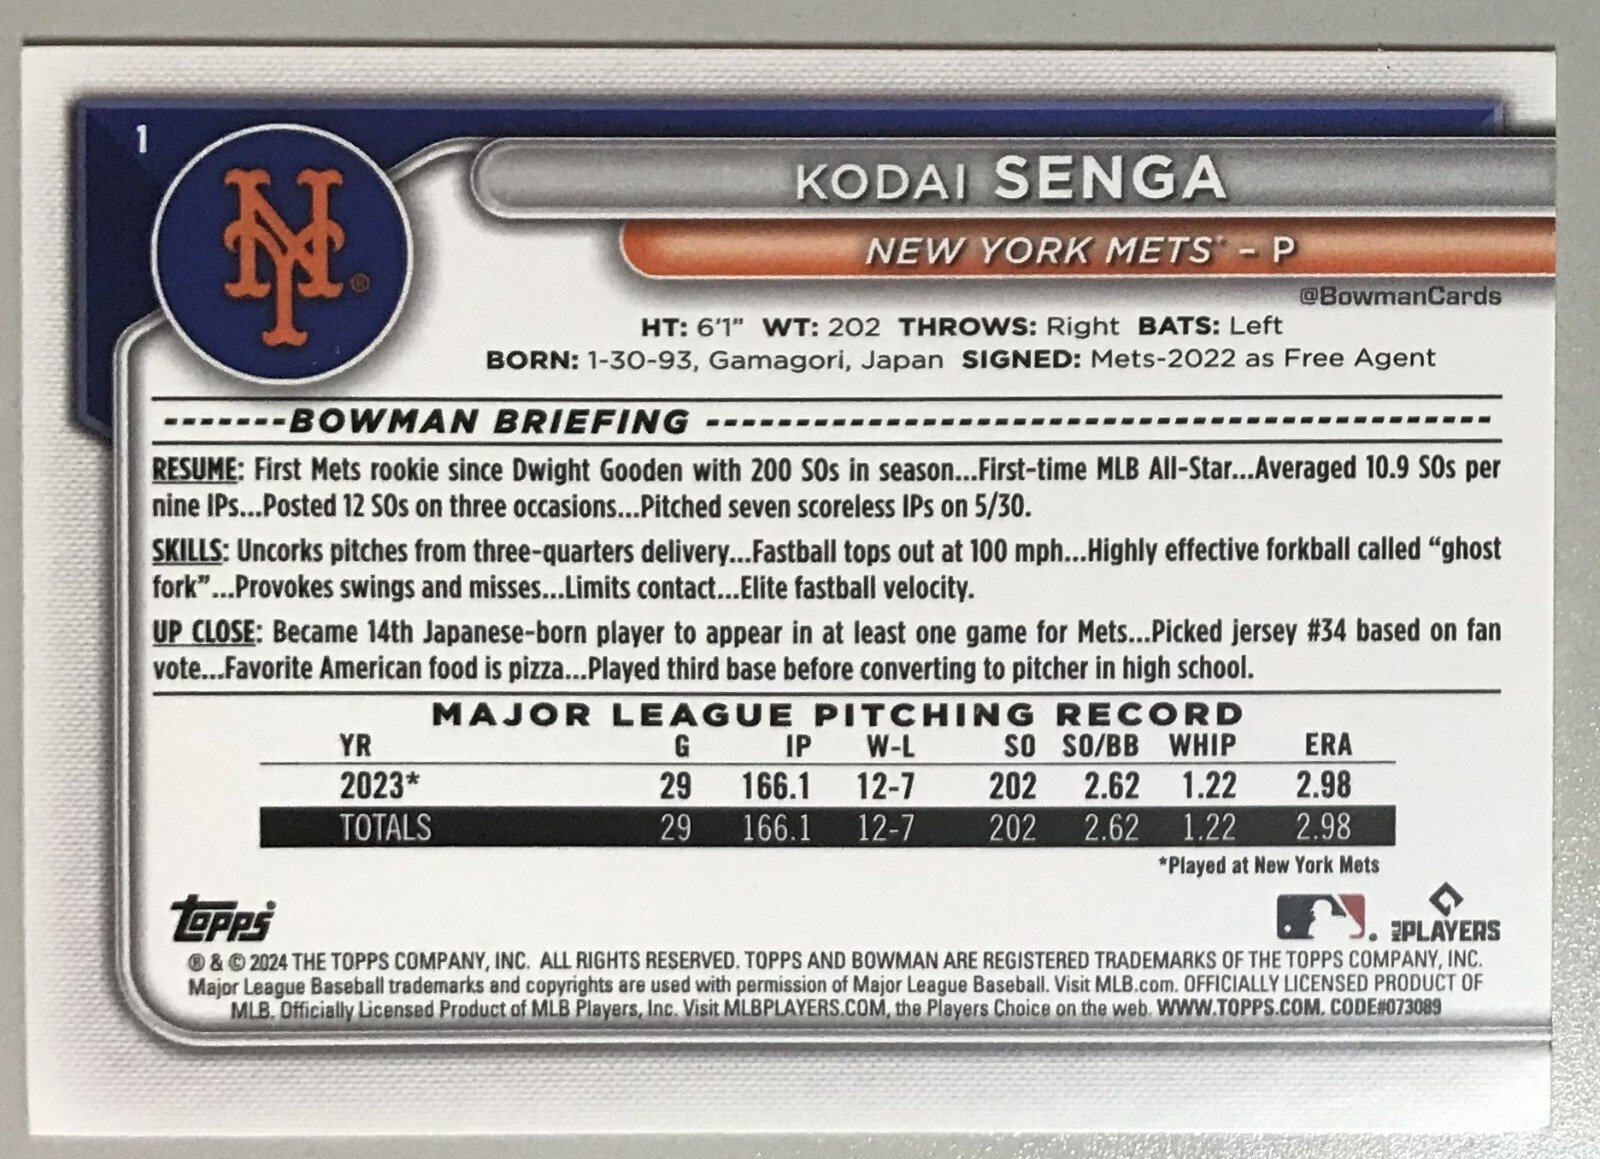 1
NY
®
KODAI SENGA
NEW YORK METS® – P
@BowmanCards
HT: 6'1" WT: 202 THROWS: Right BATS: Left
BORN: 1-30-93, Gamagori, Japan SIGNED: Mets-2022 as Free Agent
-------BOWMAN BRIEFING ----------------------------------------------
RESUME: First Mets rookie since Dwight Gooden with 200 SOs in season...First-time MLB All-Star...Averaged 10.9 SOs per
nine IPs...Posted 12 SOs on three occasions...Pitched seven scoreless IPs on 5/30.
SKILLS: Uncorks pitches from three-quarters delivery...Fastball tops out at 100 mph...Highly effective forkball called “ghost
fork”...Provokes swings and misses...Limits contact...Elite fastball velocity.
UP CLOSE: Became 14th Japanese-born player to appear in at least one game for Mets...Picked jersey #34 based on fan
vote...Favorite American food is pizza...Played third base before converting to pitcher in high school.
MAJOR LEAGUE PITCHING RECORD
YR G IP W-L SO SO/BB WHIP ERA
2023* 29 166.1 12-7 202 2.62 1.22 2.98
TOTALS 29 166.1 12-7 202 2.62 1.22 2.98
*Played at New York Mets
Topps
MLB PLAYERS
® & © 2024 THE TOPPS COMPANY, INC. ALL RIGHTS RESERVED. TOPPS AND BOWMAN ARE REGISTERED TRADEMARKS OF THE TOPPS COMPANY, INC.
Major League Baseball trademarks and copyrights are used with permission of Major League Baseball. Visit MLB.com. OFFICIALLY LICENSED PRODUCT OF
MLB. Officially Licensed Product of MLB Players, Inc. Visit MLBPLAYERS.COM, the Players Choice on the web. WWW.TOPPS.COM. CODE#073089